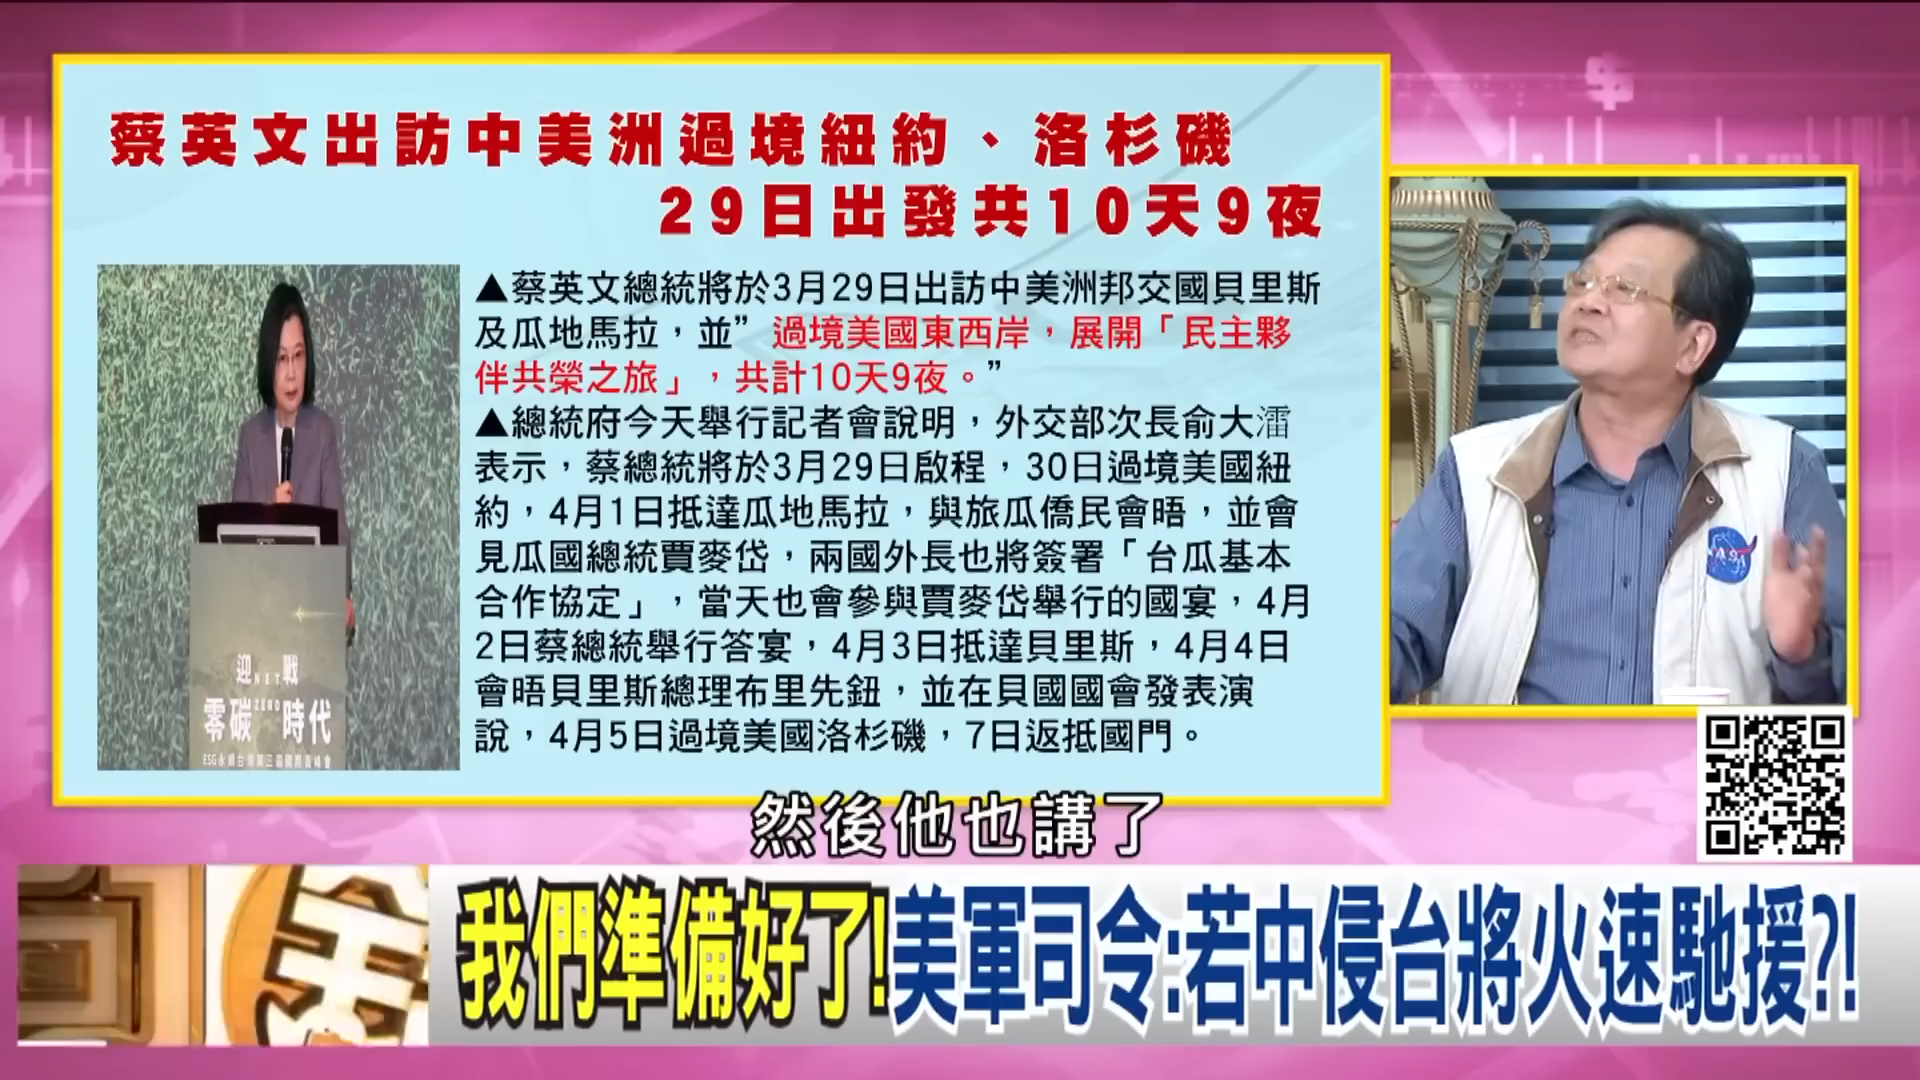 蔡英文出訪中美洲過境紐約、洛杉磯
29日出發共10天9夜
▲蔡英文總統將於3月29日出訪中美洲邦交國貝里斯
及瓜地馬拉，並”過境美國東西岸，展開「民主夥
伴共榮之旅」，共計10天9夜。”
▲總統府今天舉行記者會說明，外交部次長俞大㵢
表示，蔡總統將於3月29日啟程，30日過境美國紐
約，4月1日抵達瓜地馬拉，與旅瓜僑民會晤，並會
見瓜國總統賈麥岱，兩國外長也將簽署「台瓜基本
合作協定」，當天也會參與賈麥岱舉行的國宴，4月
2日蔡總統舉行答宴，4月3日抵達貝里斯，4月4日
會晤貝里斯總理布里先鈕，並在貝國國會發表演
說，4月5日過境美國洛杉磯，7日返抵國門。
迎戰
NET
零碳 時代
ZERO
NASA
然後他也講了
我們準備好了!美軍司令:若中侵台將火速馳援?!